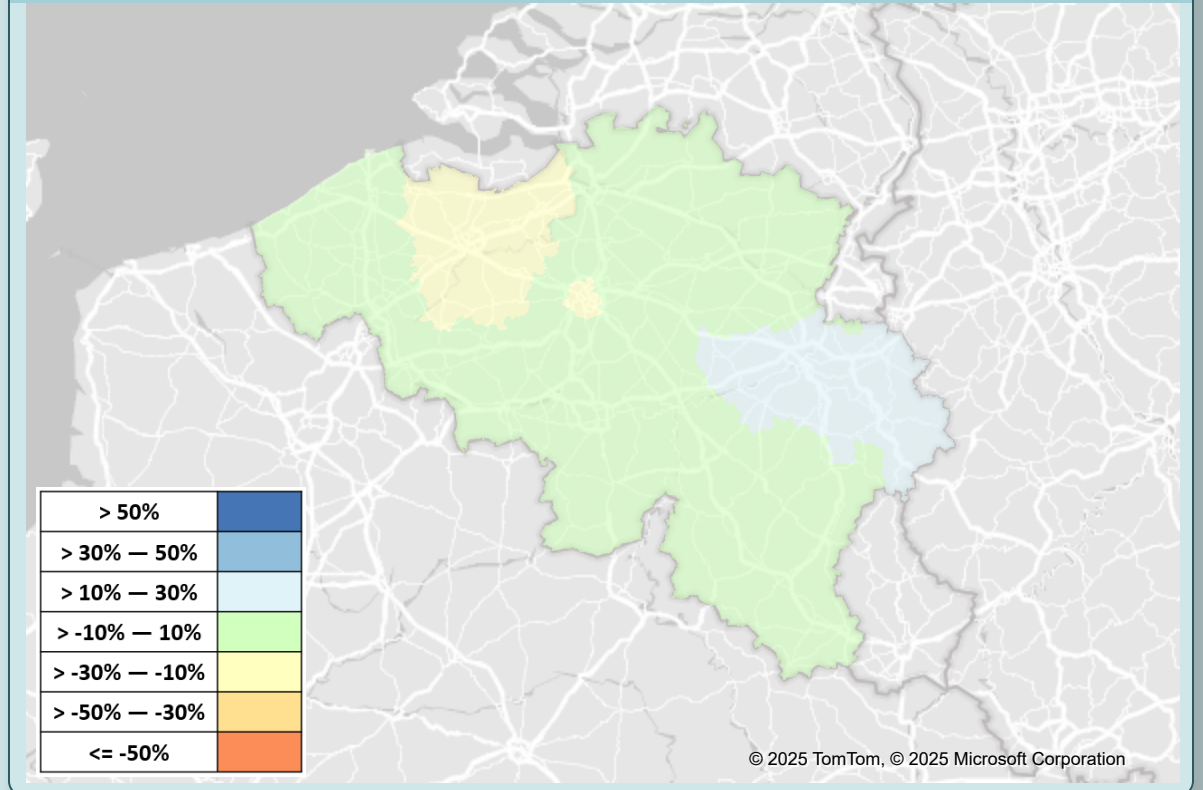 > 50%
> 30% — 50%
> 10% — 30%
> -10% — 10%
> -30% — -10%
> -50% — -30%
<= -50%
© 2025 TomTom, © 2025 Microsoft Corporation